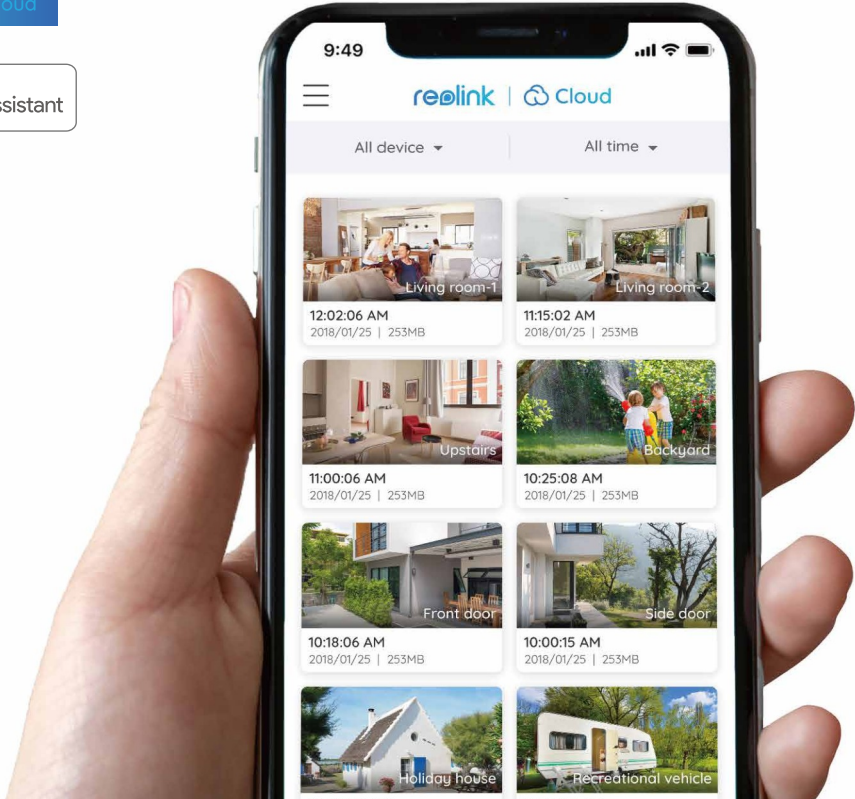 oud
ssistant
9:49
reolink | Cloud
All device
All time
Living room-1
Living room-2
12:02:06 AM
11:15:02 AM
2018/01/25 | 253MB
2018/01/25 | 253MB
Upstairs
Backyard
11:00:06 AM
10:25:08 AM
2018/01/25 | 253MB
2018/01/25 | 253MB
Front door
Side door
10:18:06 AM
10:00:15 AM
2018/01/25 | 253MB
2018/01/25 | 253MB
Holiday house
Recreational vehicle